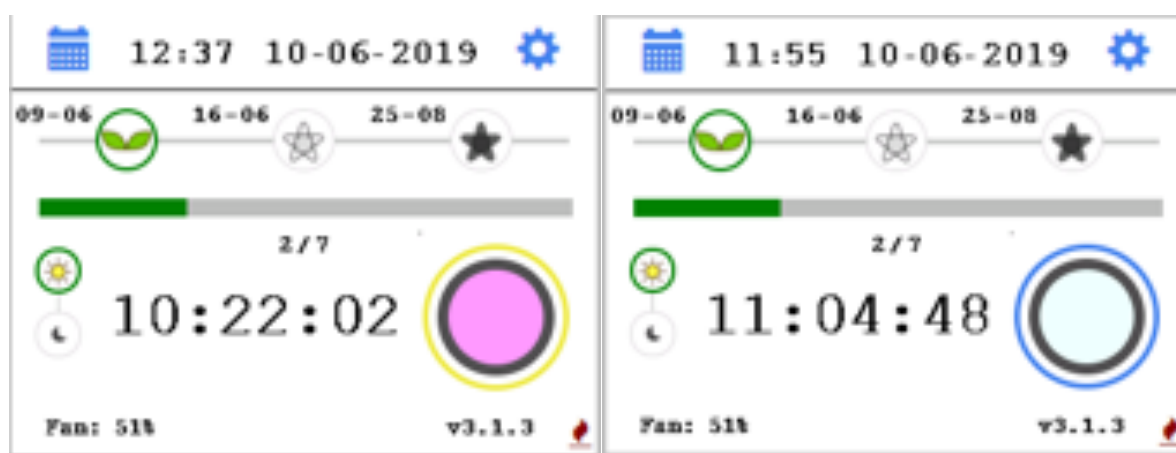 12:37 10-06-2019
09-06 16-06 25-08
2/7
10:22:02
Fan: 51% v3.1.3
11:55 10-06-2019
09-06 16-06 25-08
2/7
11:04:48
Fan: 51% v3.1.3